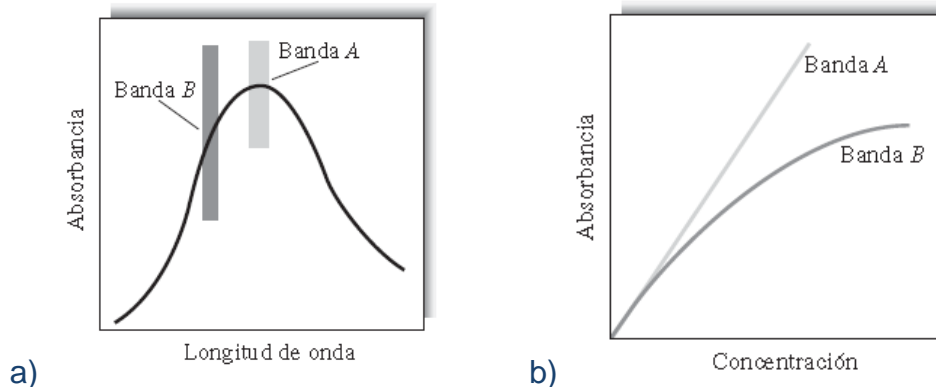 Banda A
Banda B
Absorbancia
Longitud de onda
a)
Banda A
Banda B
Absorbancia
Concentración
b)